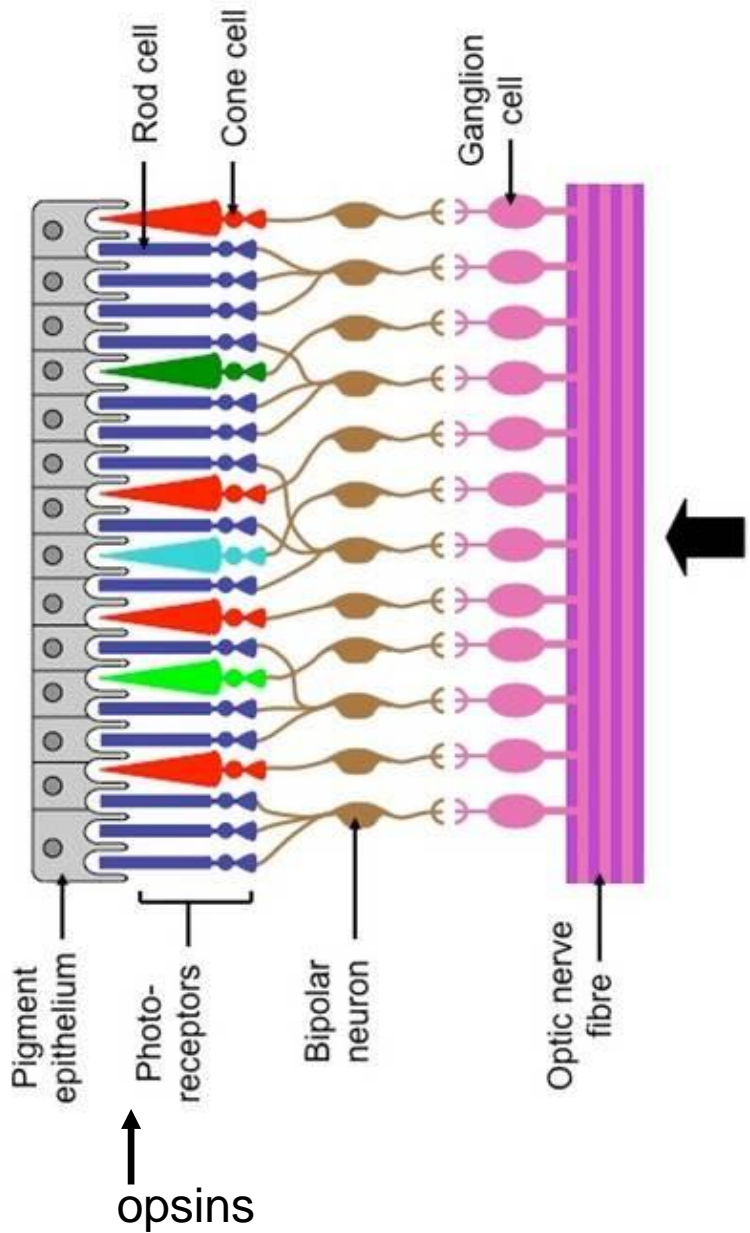 Rod cell
Cone cell
Ganglion
cell
Pigment
epithelium
Photo-
receptors
Bipolar
neuron
Optic nerve
fibre
opsins